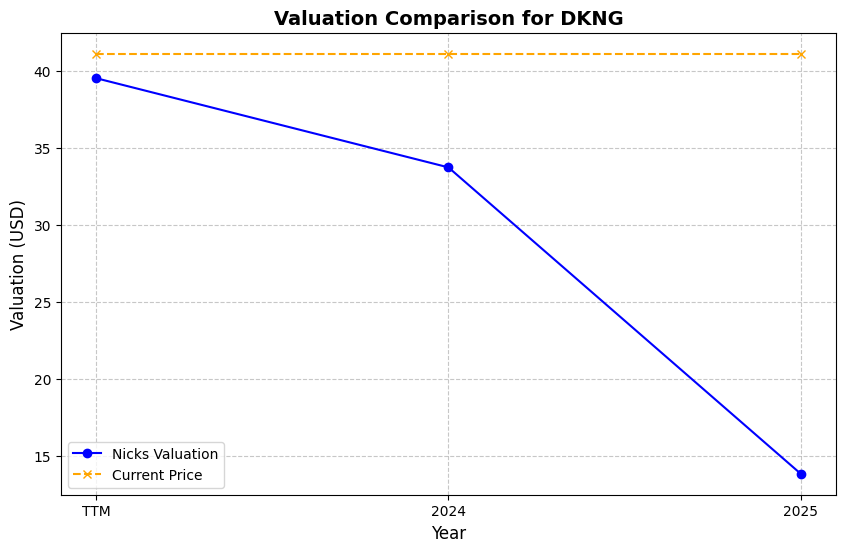 Valuation Comparison for DKNG
Valuation (USD)
40
35
30
25
20
15
Nicks Valuation
Current Price
TTM 2024 2025
Year